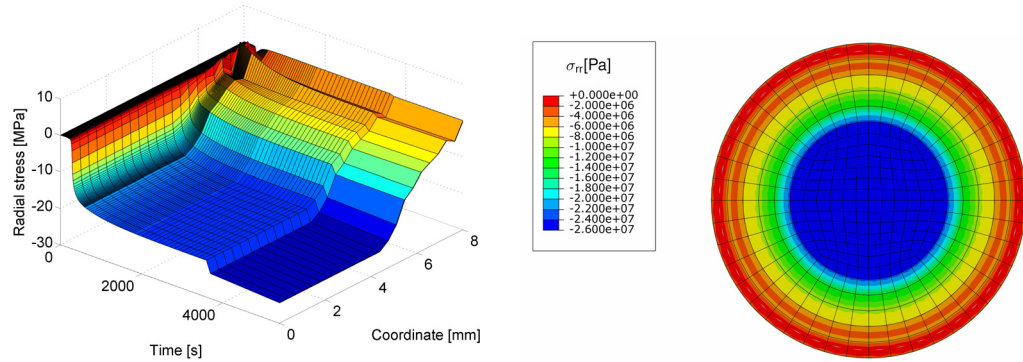 10
0
-10
-20
-30
Radial stress [MPa]
0
2000
4000
Time [s]
0
2
4
6
8
Coordinate [mm]
σrr[Pa]
+0.000e+00
-2.000e+06
-4.000e+06
-6.000e+06
-8.000e+06
-1.000e+07
-1.200e+07
-1.400e+07
-1.600e+07
-1.800e+07
-2.000e+07
-2.200e+07
-2.400e+07
-2.600e+07